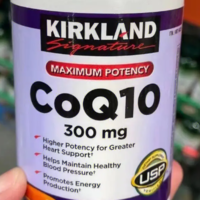 KIRKLAND
Signature
MAXIMUM POTENCY
CoQ10
300 mg
Higher Potency for Greater
Heart Support†
Helps Maintain Healthy
Blood Pressure†
Promotes Energy
Production†
USP